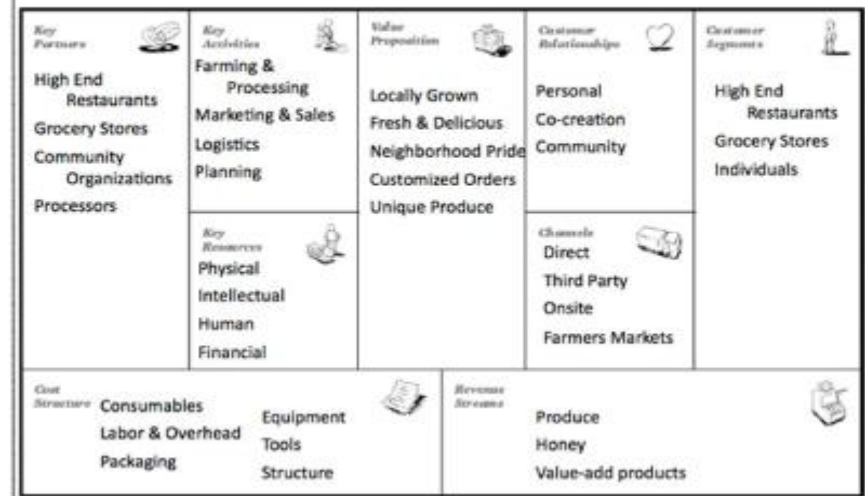 Key
Partners
High End
Restaurants
Grocery Stores
Community
Organizations
Processors
Key
Activities
Farming &
Processing
Marketing & Sales
Logistics
Planning
Key
Resources
Physical
Intellectual
Human
Financial
Value
Proposition
Locally Grown
Fresh & Delicious
Neighborhood Pride
Customized Orders
Unique Produce
Customer
Relationships
Personal
Co-creation
Community
Channels
Direct
Third Party
Onsite
Farmers Markets
Customer
Segments
High End
Restaurants
Grocery Stores
Individuals
Cost
Structure
Consumables
Labor & Overhead
Packaging
Equipment
Tools
Structure
Revenue
Streams
Produce
Honey
Value-add products